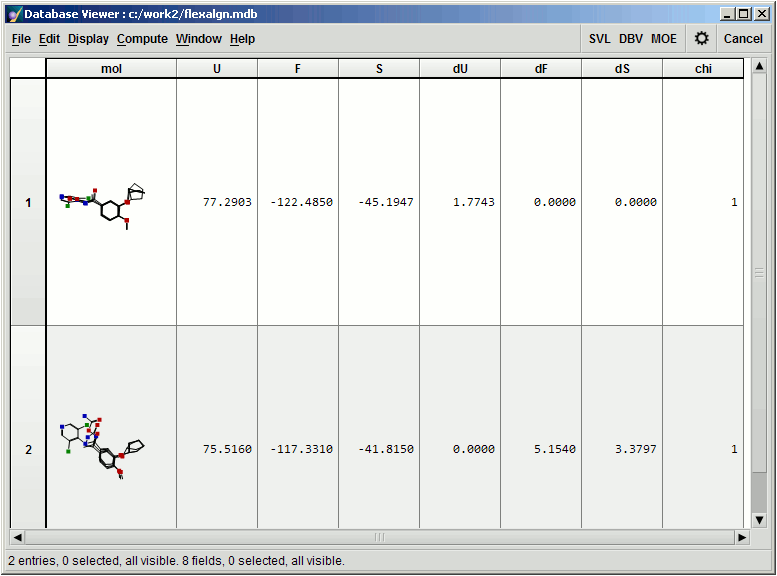 Database Viewer : c:/work2/flexalgn.mdb
File Edit Display Compute Window Help SVL DBV MOE Cancel
mol U F S dU dF dS chi
1 77.2903 -122.4850 -45.1947 1.7743 0.0000 0.0000 1
2 75.5160 -117.3310 -41.8150 0.0000 5.1540 3.3797 1
2 entries, 0 selected, all visible. 8 fields, 0 selected, all visible.